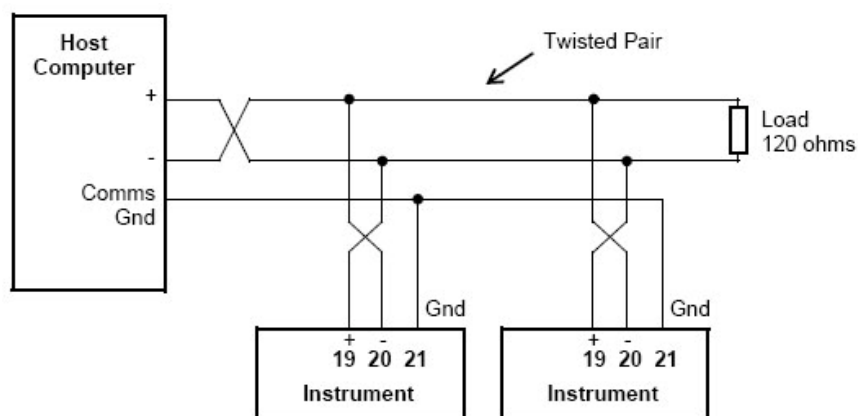 Host
Computer
Twisted Pair
+
-
Load
120 ohms
Comms
Gnd
Gnd
Gnd
+ -
19 20 21
Instrument
+ -
19 20 21
Instrument